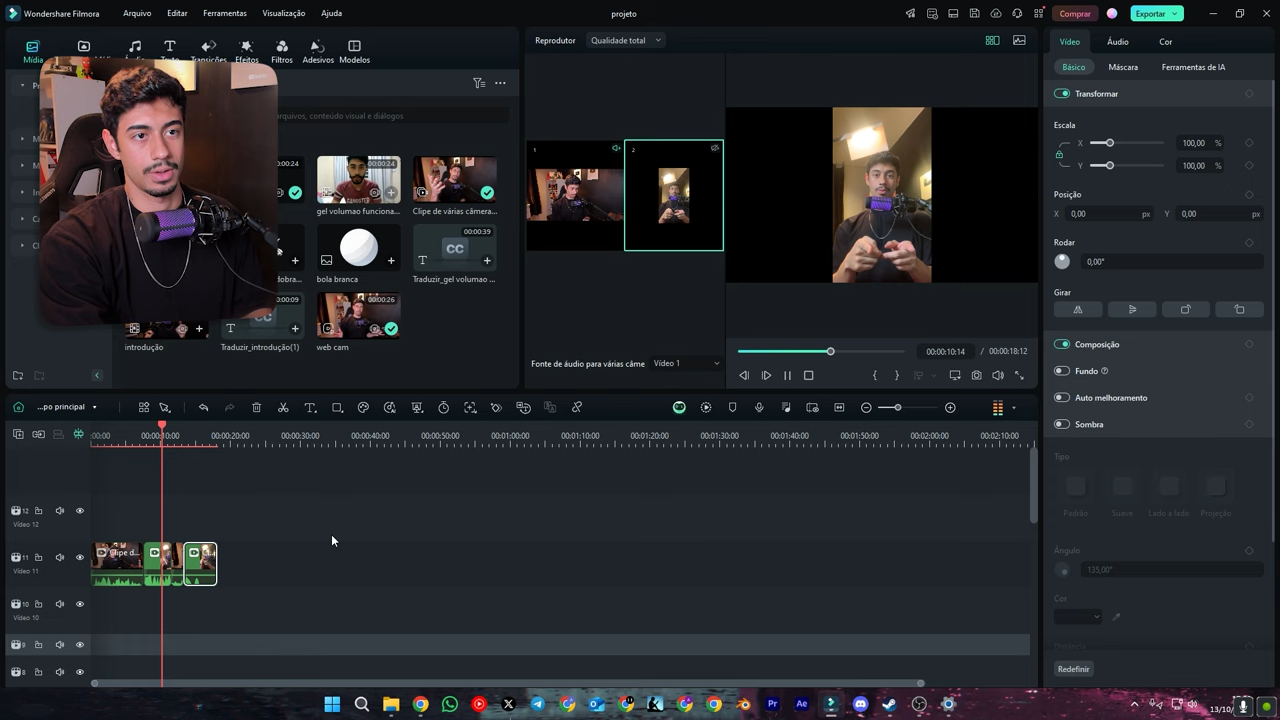 Wondershare Filmora
Arquivo
Editar
Ferramentas
Visualização
Ajuda
projeto
Comprar
Exportar
Mídia
Transições
Efeitos
Filtros
Adesivos
Modelos
arquivos, conteúdo visual e diálogos
00:00:24
00:00:24
gel volumao funciona...
Clipe de várias câmera...
00:00:39
CC
bola branca
Traduzir_gel volumao ...
00:00:09
00:00:26
CC
introdução
Traduzir_introdução(1)
web cam
Reprodutor
Qualidade total
1
2
Fonte de áudio para várias câme
Vídeo 1
00:00:10:14
/ 00:00:18:12
Vídeo
Áudio
Cor
Básico
Máscara
Ferramentas de IA
Transformar
Escala
X
100,00
%
Y
100,00
%
Posição
X
0,00
px
Y
0,00
px
Rodar
0,00°
Girar
Composição
Fundo
Auto melhoramento
Sombra
Tipo
Padrão
Suave
Lado a lado
Projeção
Ângulo
135,00°
Cor
Distância
Redefinir
...po principal
:00:00
00:00:10:00
00:00:20:00
00:00:30:00
00:00:40:00
00:00:50:00
00:01:00:00
00:01:10:00
00:01:20:00
00:01:30:00
00:01:40:00
00:01:50:00
00:02:00:00
00:02:10:00
12
Vídeo 12
11
Vídeo 11
Clipe d...
10
Vídeo 10
9
8
13/10